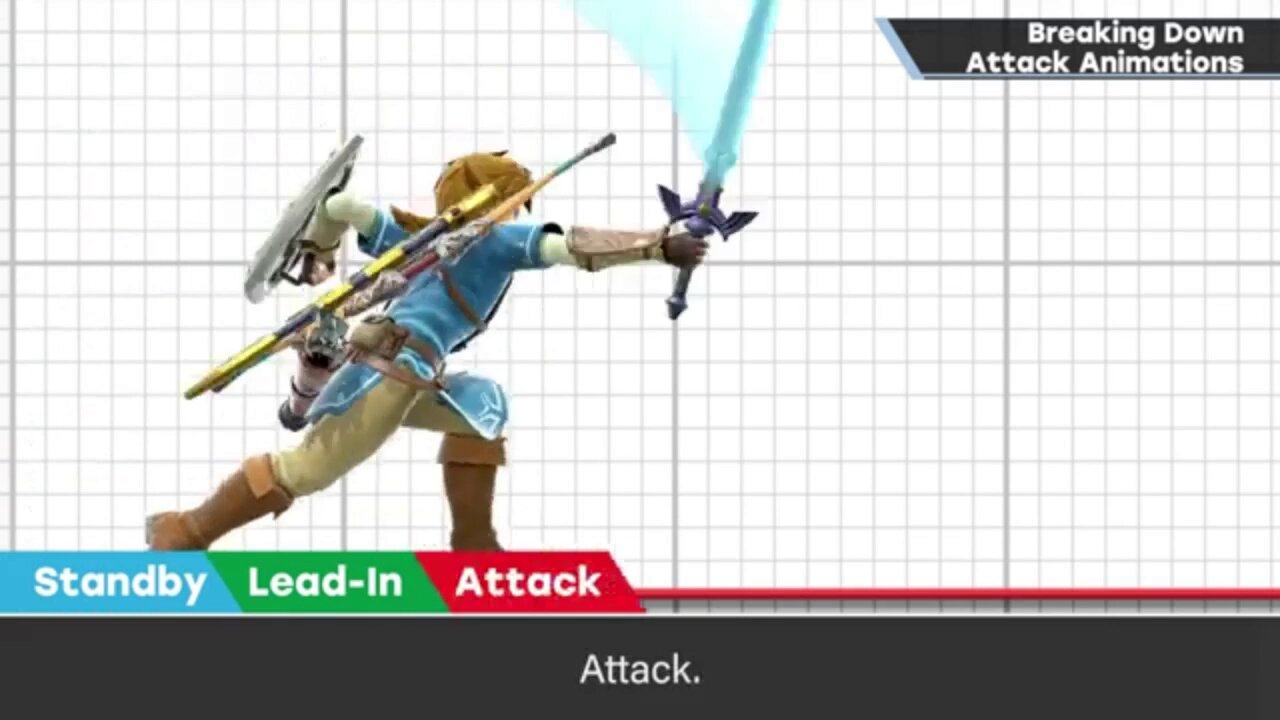 Breaking Down
Attack Animations
Standby
Lead-In
Attack
Attack.